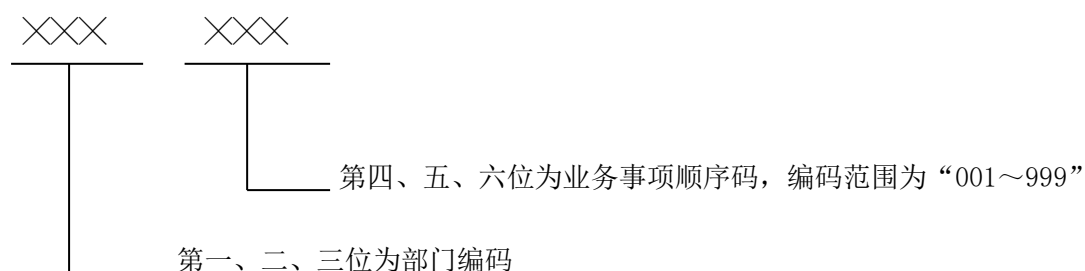 ××× ×××
第四、五、六位为业务事项顺序码，编码范围为“001～999”
第一、二、三位为部门编码